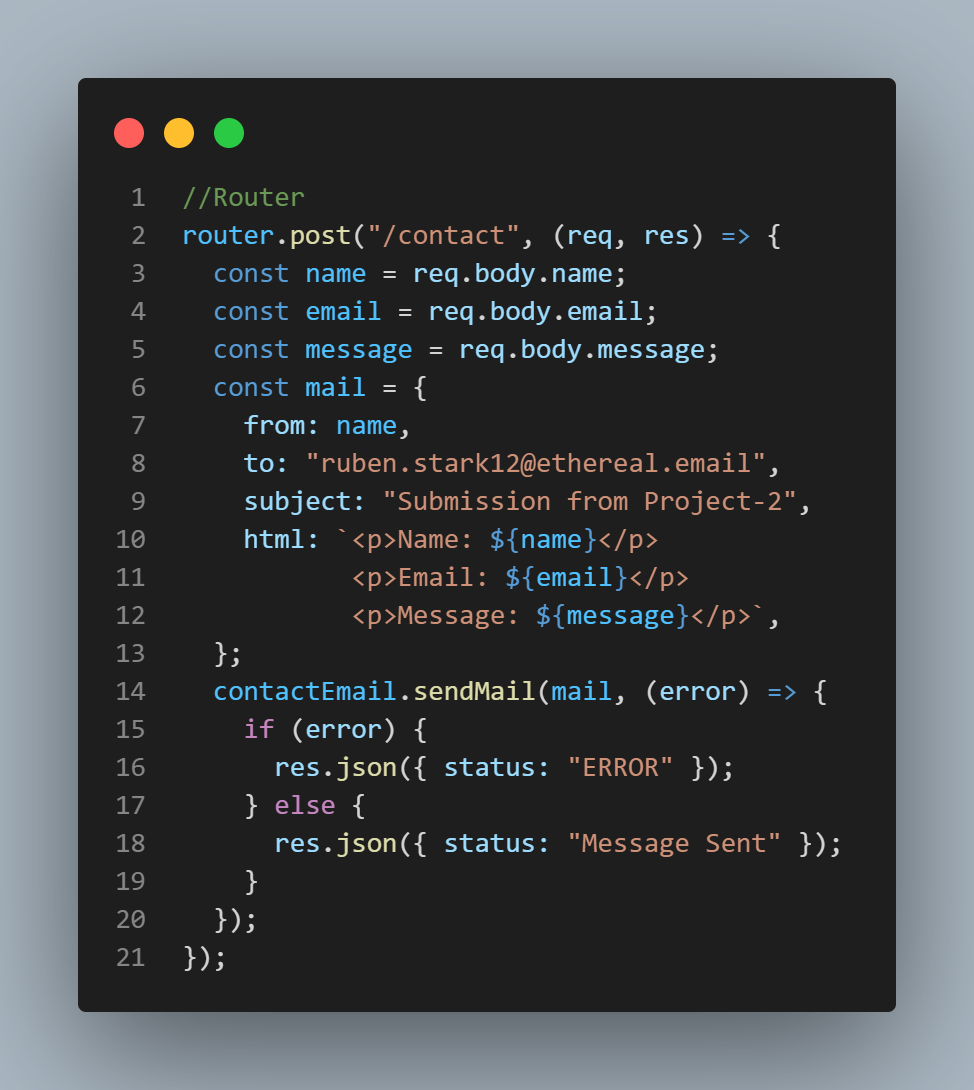 1 //Router
2 router.post("/contact", (req, res) => {
3   const name = req.body.name;
4   const email = req.body.email;
5   const message = req.body.message;
6   const mail = {
7     from: name,
8     to: "ruben.stark12@ethereal.email",
9     subject: "Submission from Project-2",
10     html: `<p>Name: ${name}</p>
11            <p>Email: ${email}</p>
12            <p>Message: ${message}</p>`,
13   };
14   contactEmail.sendMail(mail, (error) => {
15     if (error) {
16       res.json({ status: "ERROR" });
17     } else {
18       res.json({ status: "Message Sent" });
19     }
20   });
21 });